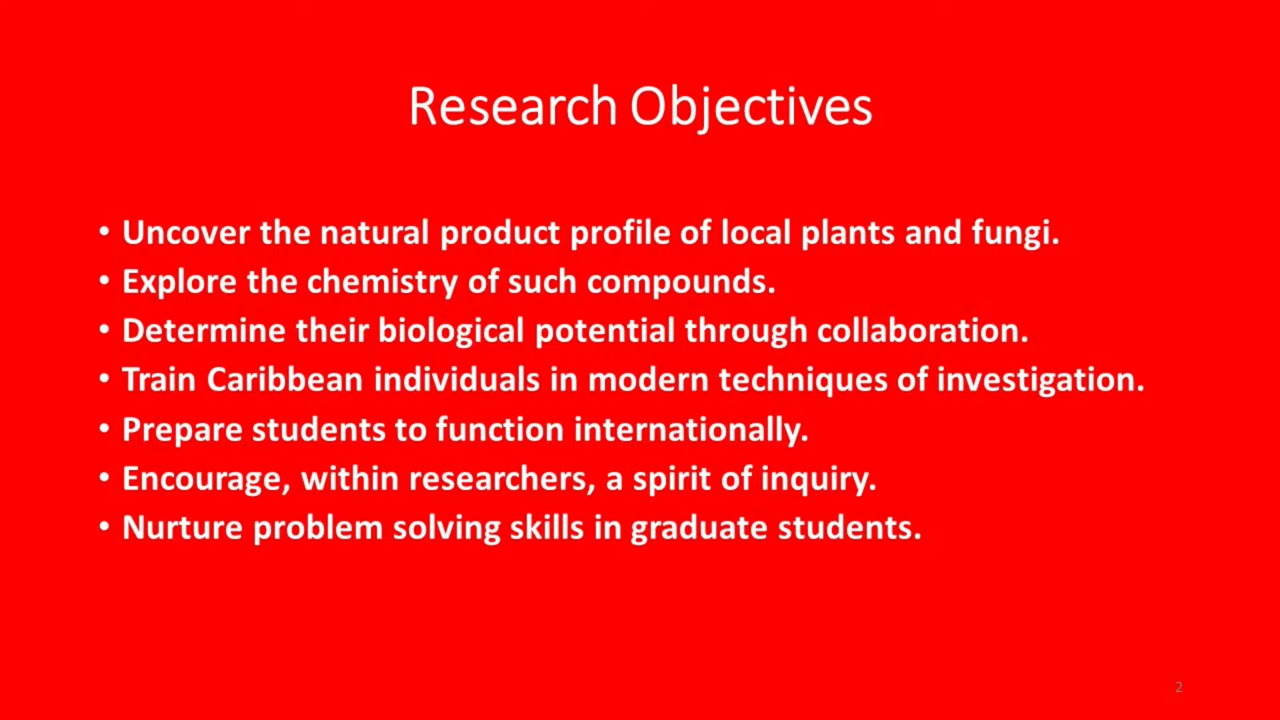 Research Objectives
• Uncover the natural product profile of local plants and fungi.
• Explore the chemistry of such compounds.
• Determine their biological potential through collaboration.
• Train Caribbean individuals in modern techniques of investigation.
• Prepare students to function internationally.
• Encourage, within researchers, a spirit of inquiry.
• Nurture problem solving skills in graduate students.
2